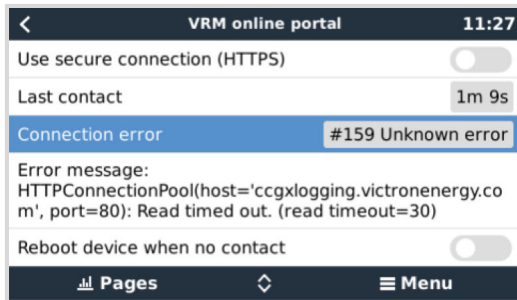 VRM online portal 11:27
Use secure connection (HTTPS)
Last contact 1m 9s
Connection error #159 Unknown error
Error message:
HTTPConnectionPool(host='ccgxlogging.victronenergy.co
m', port=80): Read timed out. (read timeout=30)
Reboot device when no contact
Pages Menu